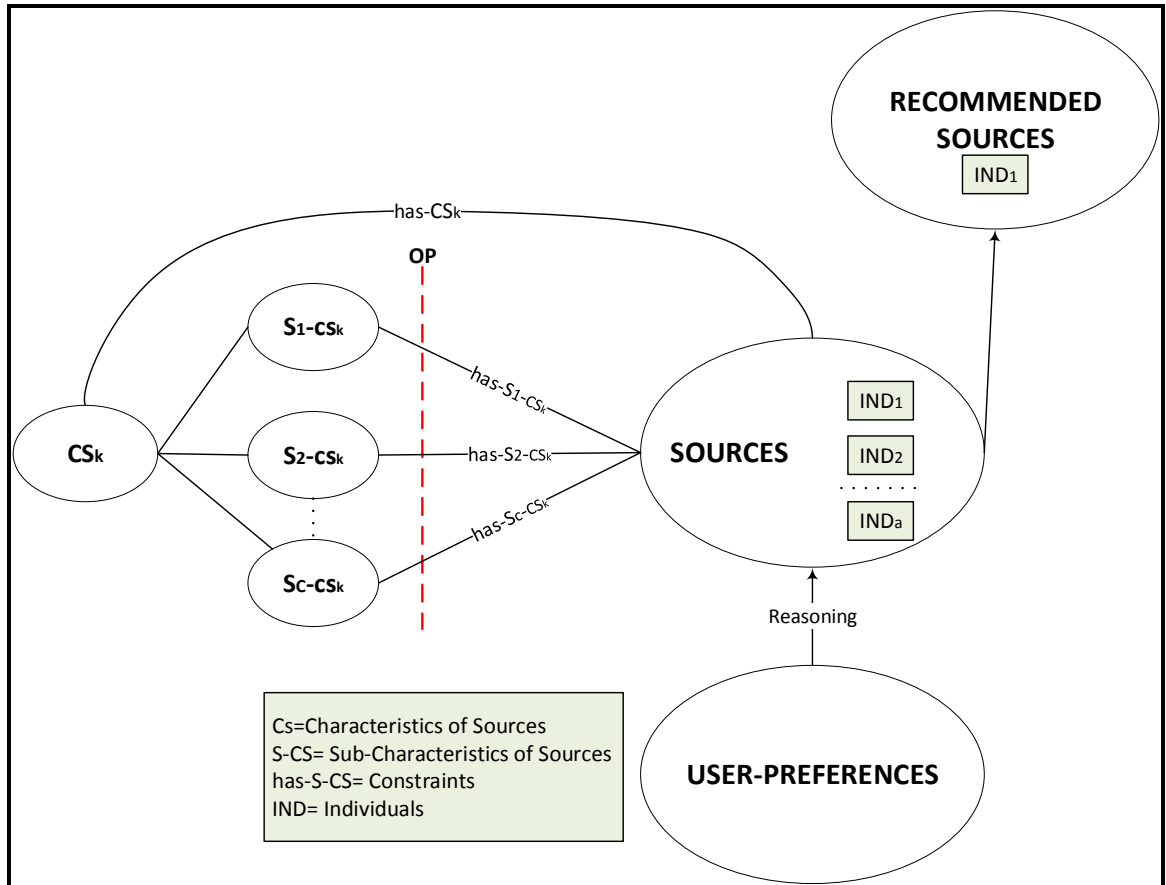 RECOMMENDED
SOURCES
IND1
has-CSk
OP
S1-csk
has-S1-CSk
CSk
S2-csk
has-S2-CSk
SOURCES
IND1
IND2
. . . . . . .
INDa
has-Sc-CSk
Sc-csk
Reasoning
Cs=Characteristics of Sources
S-CS= Sub-Characteristics of Sources
has-S-CS= Constraints
IND= Individuals
USER-PREFERENCES